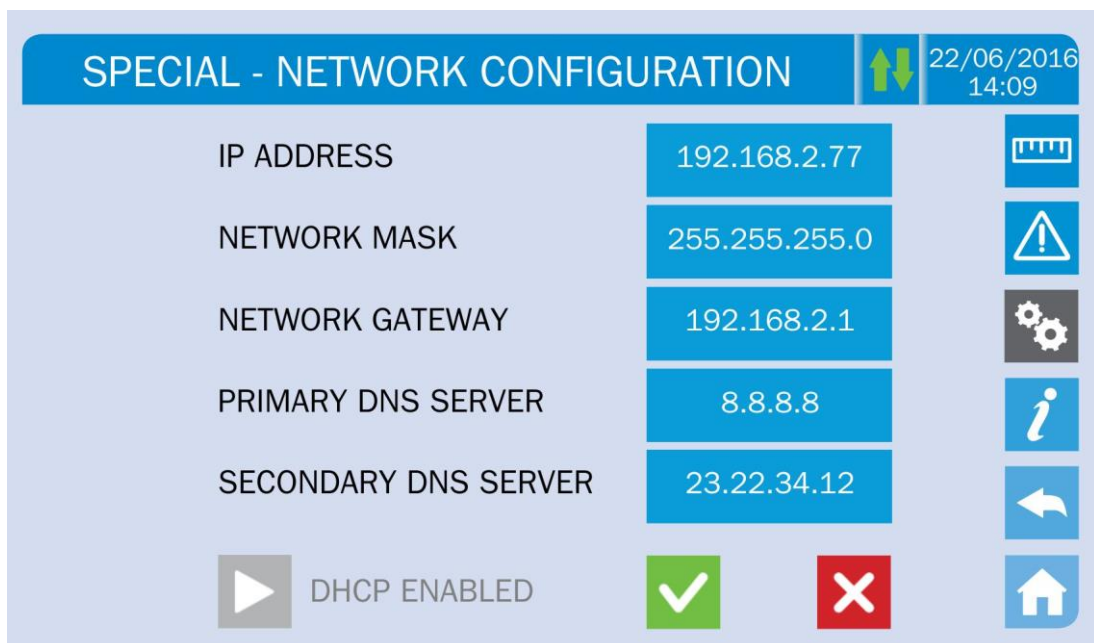 SPECIAL - NETWORK CONFIGURATION
22/06/2016
14:09
IP ADDRESS 192.168.2.77
NETWORK MASK 255.255.255.0
NETWORK GATEWAY 192.168.2.1
PRIMARY DNS SERVER 8.8.8.8
SECONDARY DNS SERVER 23.22.34.12
DHCP ENABLED